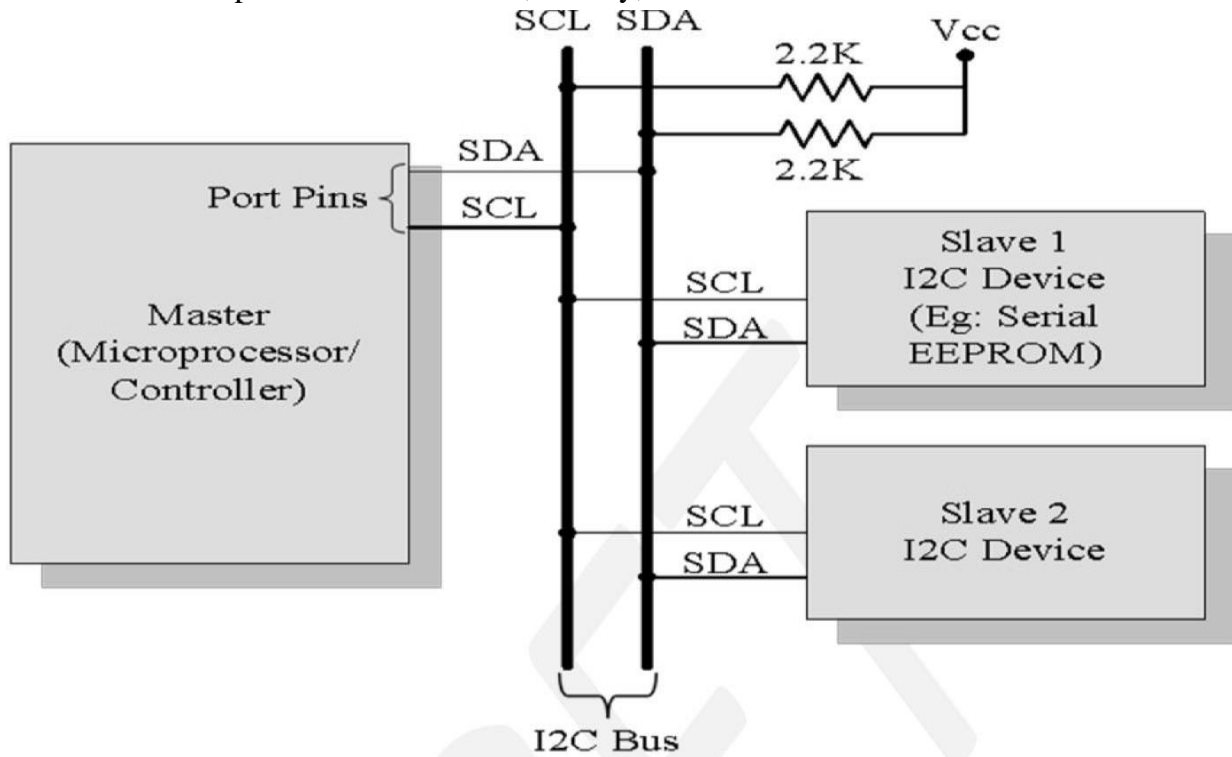 SCL SDA
Vcc
2.2K
2.2K
SDA
Port Pins
SCL
Master
(Microprocessor/
Controller)
SCL
SDA
Slave 1
I2C Device
(Eg: Serial
EEPROM)
SCL
SDA
Slave 2
I2C Device
I2C Bus